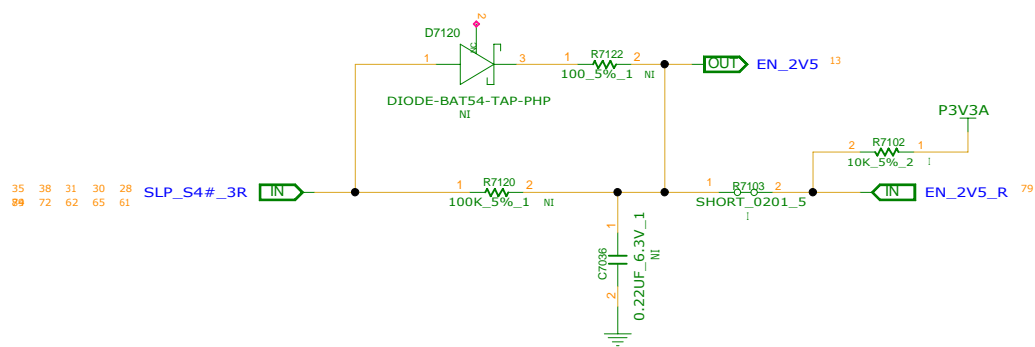 2
D7120
NC
1
3
1
R7122
2
100_5%_1 NI
OUT
EN_2V5
13
DIODE-BAT54-TAP-PHP
NI
P3V3A
2
R7102
1
10K_5%_2 I
35 38 31 30 28
72 62 65 61
SLP_S4#_3R
IN
1
R7120
2
100K_5%_1 NI
1
R7103
2
SHORT_0201_5
I
IN
EN_2V5_R
79
1
C7036
2
0.22UF_6.3V_1
NI